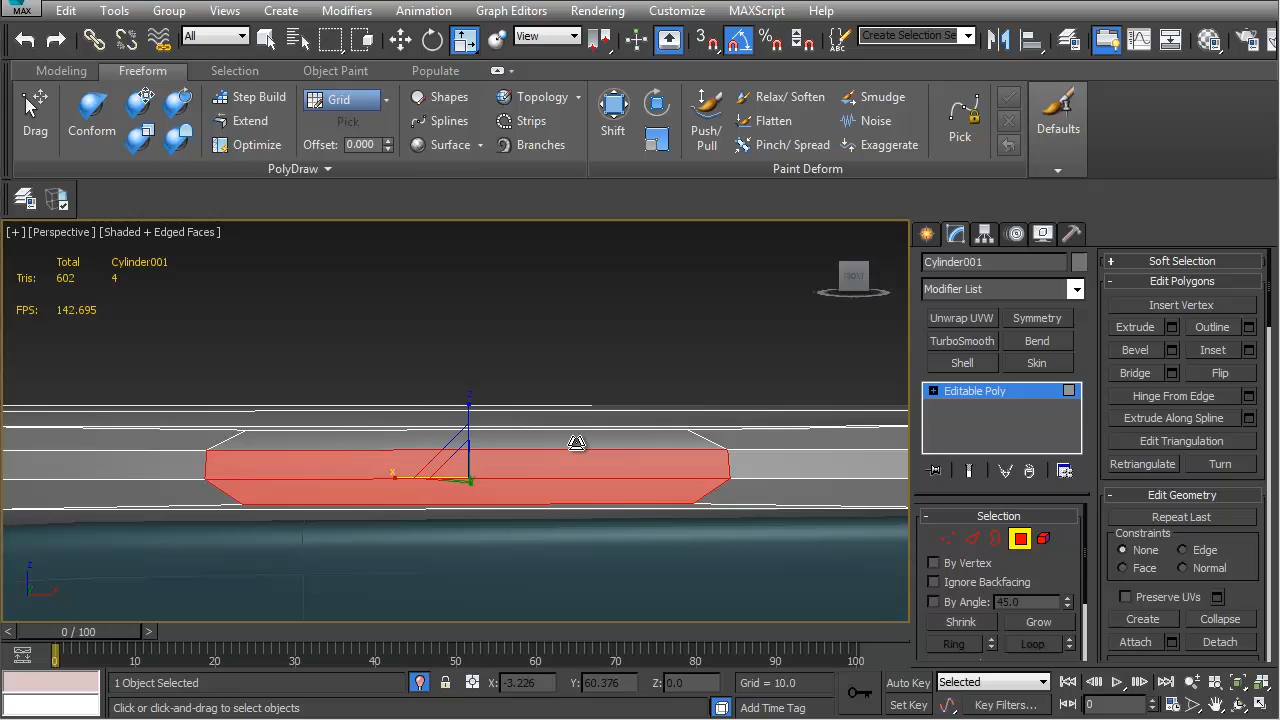 MAX
Edit Tools Group Views Create Modifiers Animation Graph Editors Rendering Customize MAXScript Help
All View 3 % ABC Create Selection Se
Modeling Freeform Selection Object Paint Populate
Drag Conform Step Build Grid Shapes Topology Shift Push/ Relax/ Soften Smudge Pick Defaults
Extend Pick Splines Strips Pull Flatten Noise
Optimize Offset: 0.000 Surface Branches Pinch/ Spread Exaggerate
PolyDraw Paint Deform
[+] [Perspective ] [Shaded + Edged Faces ]
Total Cylinder001
Tris: 602 4
FPS: 142.695
FRONT
z
x
z
x
Cylinder001
Modifier List
Unwrap UVW Symmetry
TurboSmooth Bend
Shell Skin
Editable Poly
Selection
By Vertex
Ignore Backfacing
By Angle: 45.0
Shrink Grow
Ring Loop
+ Soft Selection
- Edit Polygons
Insert Vertex
Extrude Outline
Bevel Inset
Bridge Flip
Hinge From Edge
Extrude Along Spline
Edit Triangulation
Retriangulate Turn
- Edit Geometry
Repeat Last
Constraints
None Edge
Face Normal
Preserve UVs
Create Collapse
Attach Detach
< 0 / 100 >
0 10 20 30 40 50 60 70 80 90 100
1 Object Selected X: -3.226 Y: 60.376 Z: 0.0 Grid = 10.0 Auto Key Selected
Click or click-and-drag to select objects Add Time Tag Set Key Key Filters... 0